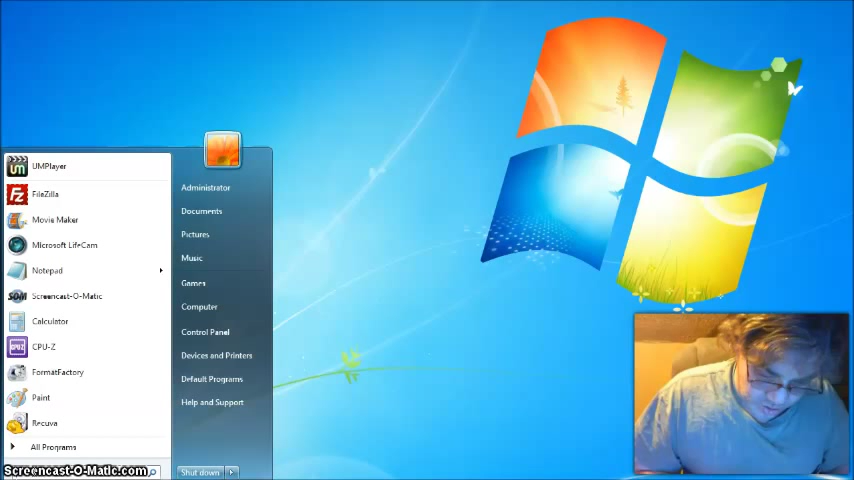 UMPlayer
FileZilla
Movie Maker
Microsoft LifeCam
Notepad
Screencast-O-Matic
Calculator
CPU-Z
FormatFactory
Paint
Recuva
All Programs
Administrator
Documents
Pictures
Music
Games
Computer
Control Panel
Devices and Printers
Default Programs
Help and Support
Shut down
Screencast-O-Matic.com